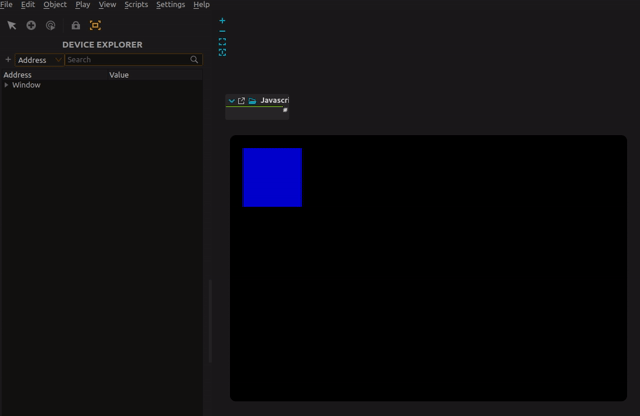 File Edit Object Play View Scripts Settings Help
DEVICE EXPLORER
Address Search
Address Value
Window
Javascri